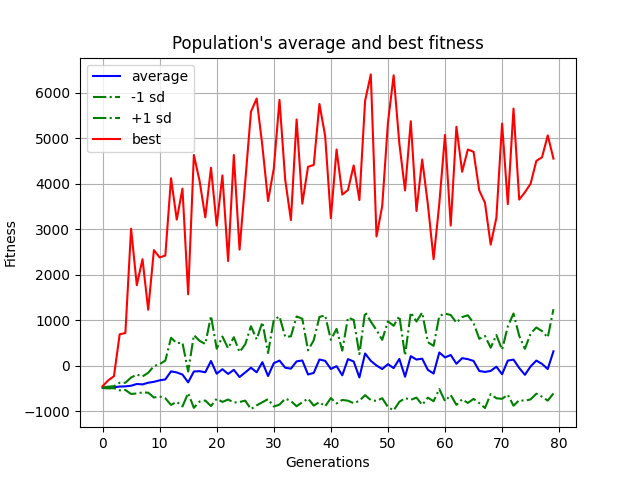 Population's average and best fitness
average
-1 sd
+1 sd
best
6000
5000
4000
3000
2000
1000
0
−1000
Fitness
0 10 20 30 40 50 60 70 80
Generations